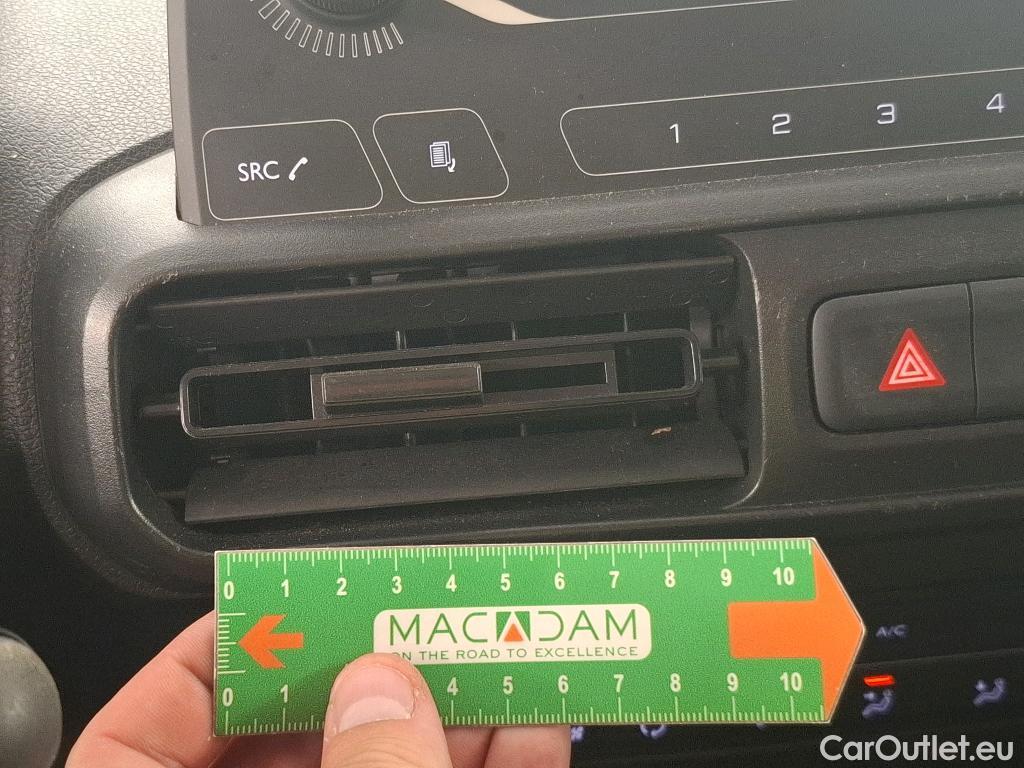 SRC
1 2 3 4
0 1 2 3 4 5 6 7 8 9 10
MACADAM
ON THE ROAD TO EXCELLENCE
0 1 4 5 6 7 8 9 10
A/C
CarOutlet.eu